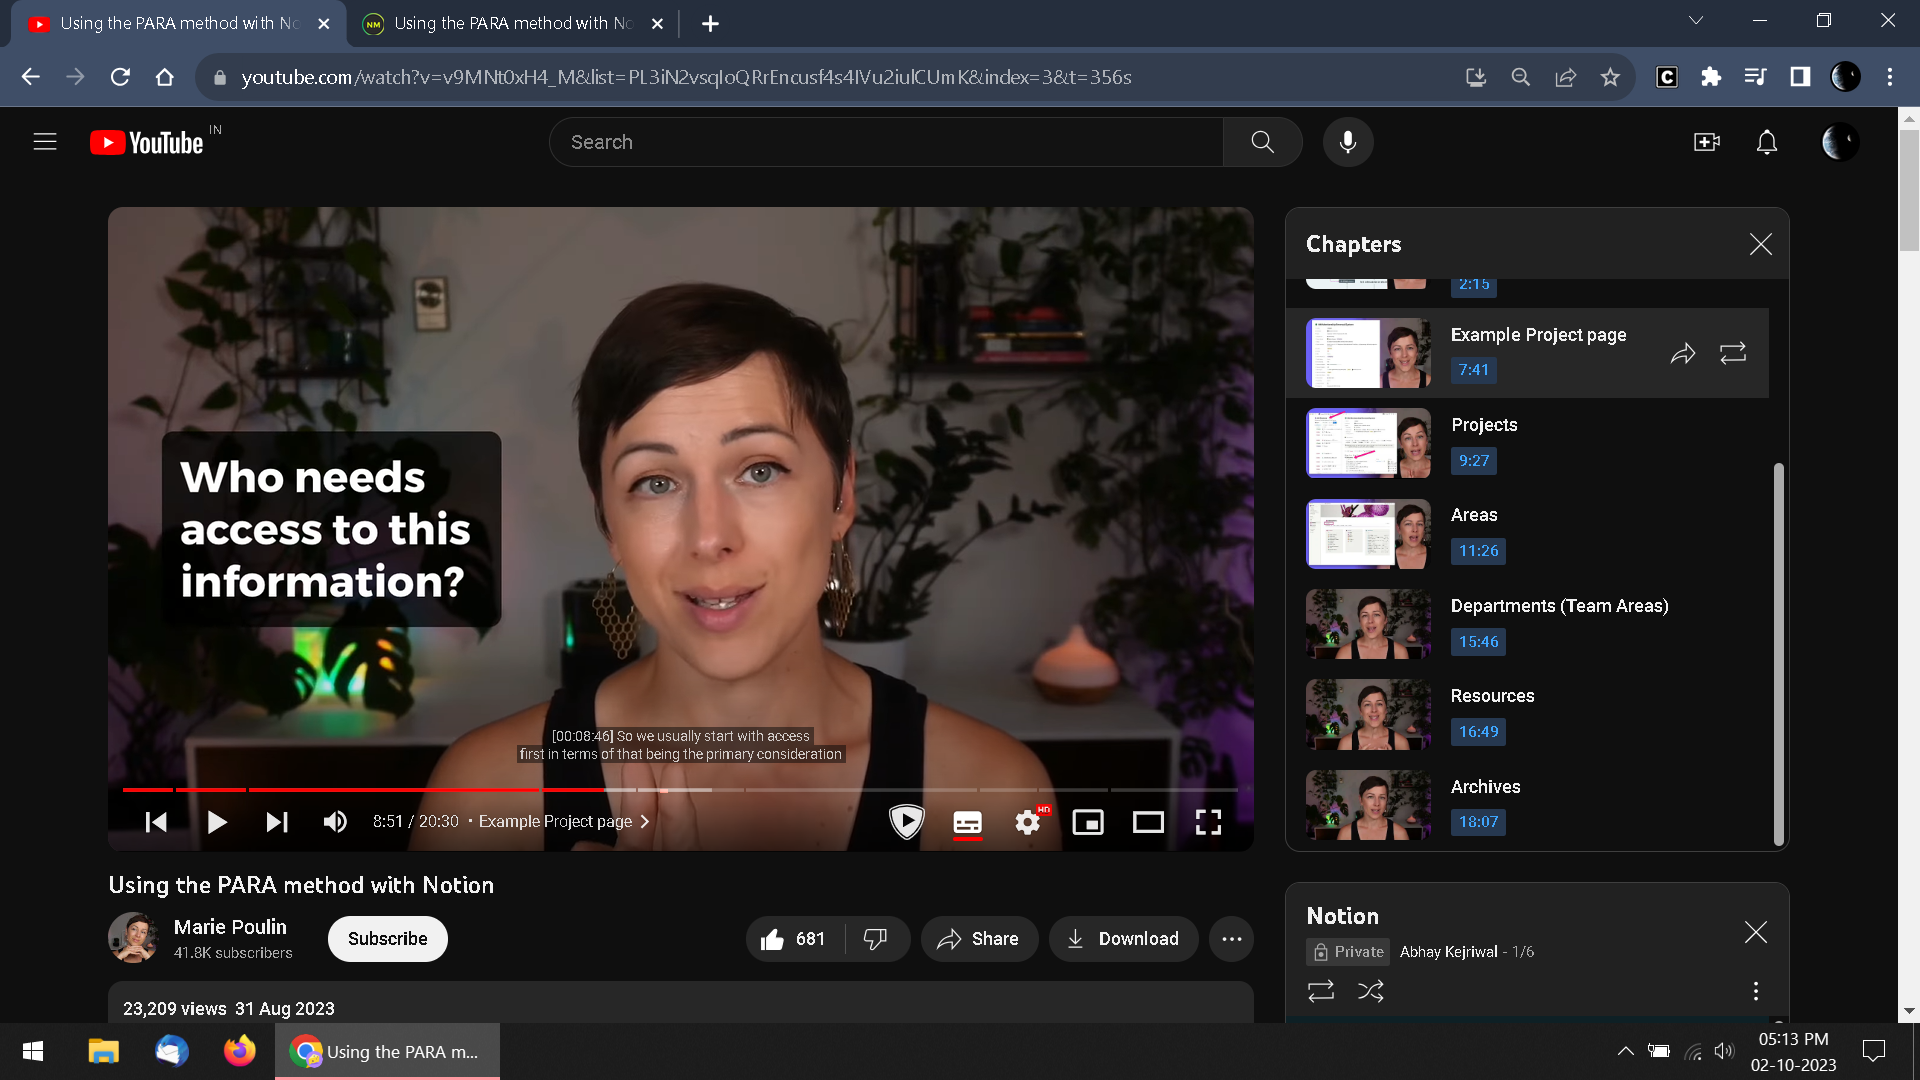 Using the PARA method with No
Using the PARA method with No
youtube.com/watch?v=v9MNt0xH4_M&list=PL3iN2vsqIoQRrEncusf4s4IVu2iulCUmK&index=3&t=356s
YouTube IN
Search
Who needs
access to this
information?
[00:08:46] So we usually start with access
first in terms of that being the primary consideration
8:51 / 20:30 • Example Project page
HD
Chapters
2:15
Example Project page
7:41
Projects
9:27
Areas
11:26
Departments (Team Areas)
15:46
Resources
16:49
Archives
18:07
Using the PARA method with Notion
Marie Poulin
41.8K subscribers
Subscribe
681
Share
Download
23,209 views 31 Aug 2023
Notion
Private Abhay Kejriwal - 1/6
Using the PARA m...
05:13 PM
02-10-2023